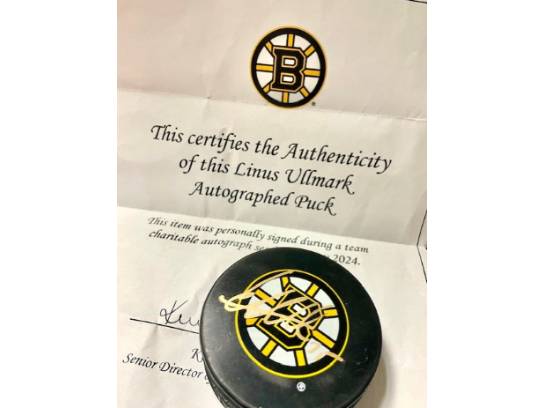 B
This certifies the Authenticity
of this Linus Ullmark
Autographed Puck
This item was personally signed during a team
charitable autograph 2024.
Senior Director
B